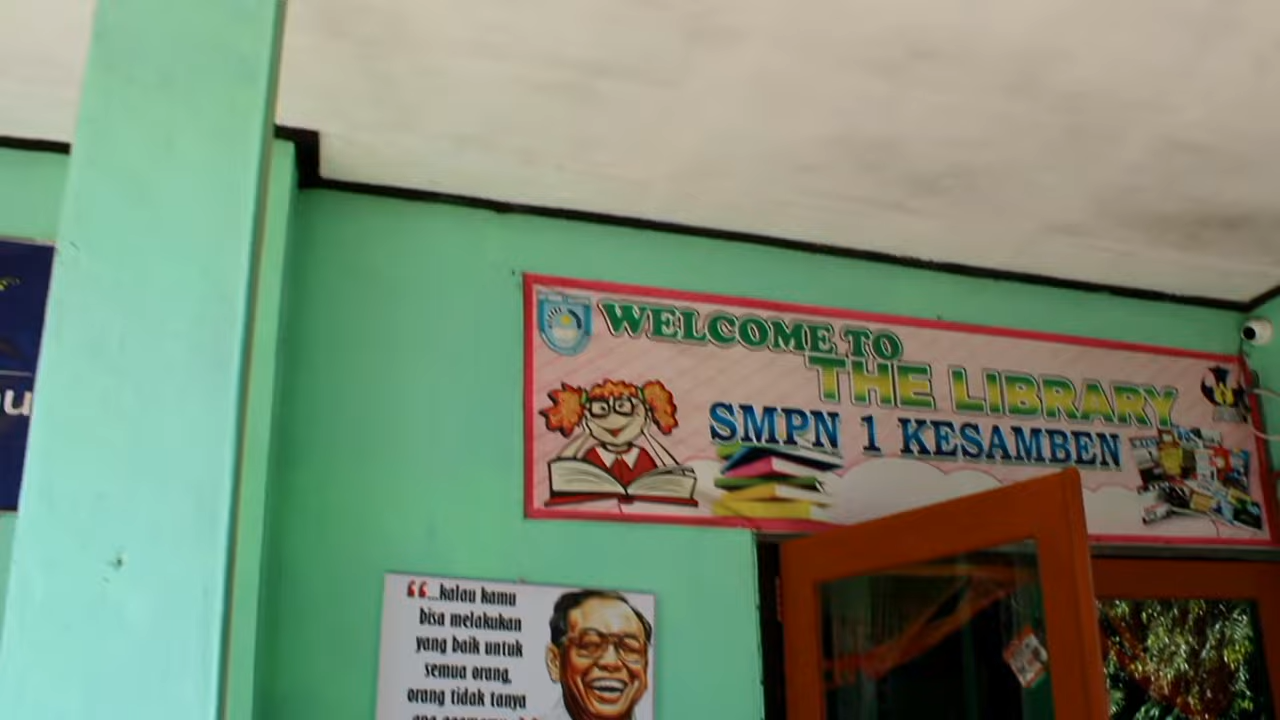 WELCOME TO
THE LIBRARY
SMPN 1 KESAMBEN
“...kalau kamu
bisa melakukan
yang baik untuk
semua orang,
orang tidak tanya